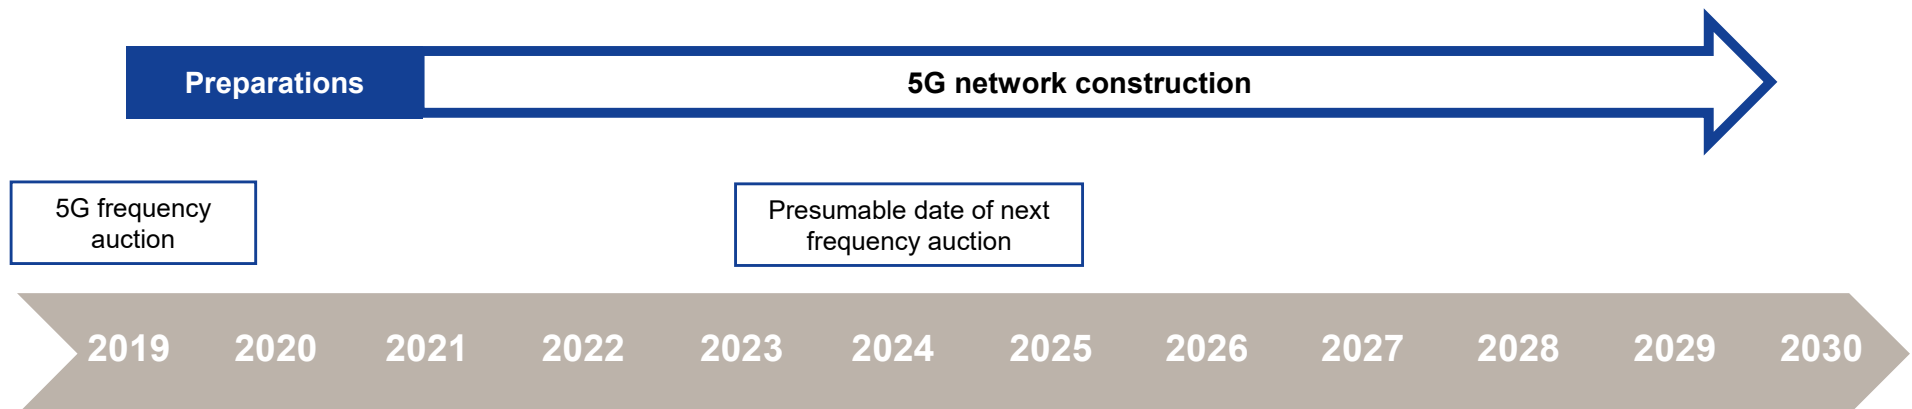 Preparations
5G network construction
5G frequency
auction
Presumable date of next
frequency auction
2019 2020 2021 2022 2023 2024 2025 2026 2027 2028 2029 2030